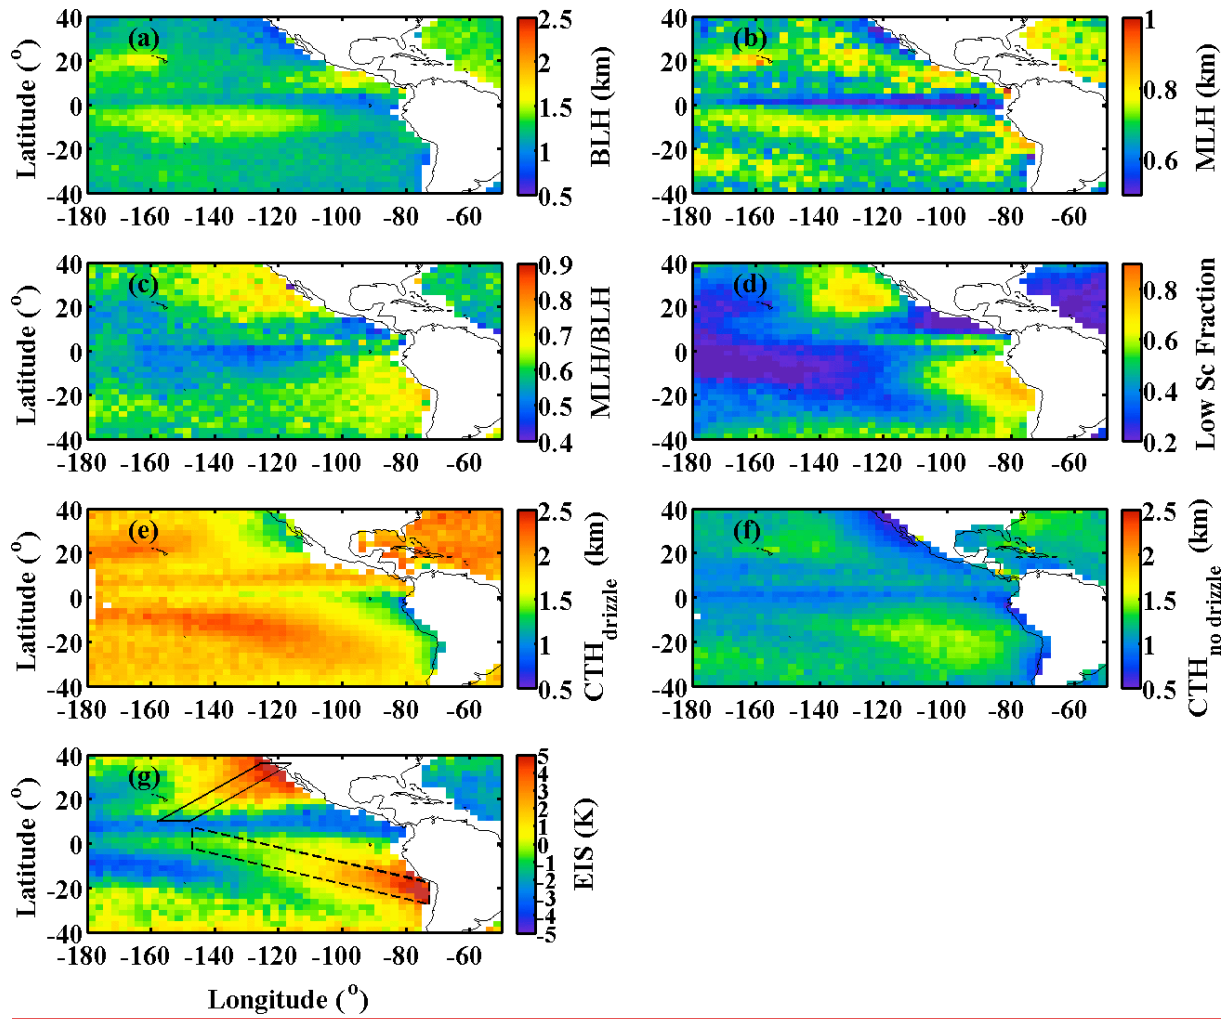 (a)
40
20
0
-20
-40
Latitude (°)
-180 -160 -140 -120 -100 -80 -60
2.5
2
1.5
1
0.5
BLH (km)
(b)
40
20
0
-20
-40
-180 -160 -140 -120 -100 -80 -60
1
0.8
0.6
MLH (km)
(c)
40
20
0
-20
-40
Latitude (°)
-180 -160 -140 -120 -100 -80 -60
0.9
0.8
0.7
0.6
0.5
0.4
MLH/BLH
(d)
40
20
0
-20
-40
-180 -160 -140 -120 -100 -80 -60
0.8
0.6
0.4
0.2
Low Sc Fraction
(e)
40
20
0
-20
-40
Latitude (°)
-180 -160 -140 -120 -100 -80 -60
2.5
2
1.5
1
0.5
CTH drizzle (km)
(f)
40
20
0
-20
-40
-180 -160 -140 -120 -100 -80 -60
2.5
2
1.5
1
0.5
CTH no drizzle (km)
(g)
40
20
0
-20
-40
Latitude (°)
-180 -160 -140 -120 -100 -80 -60
5
4
3
2
1
0
-1
-2
-3
-4
-5
EIS (K)
Longitude (°)